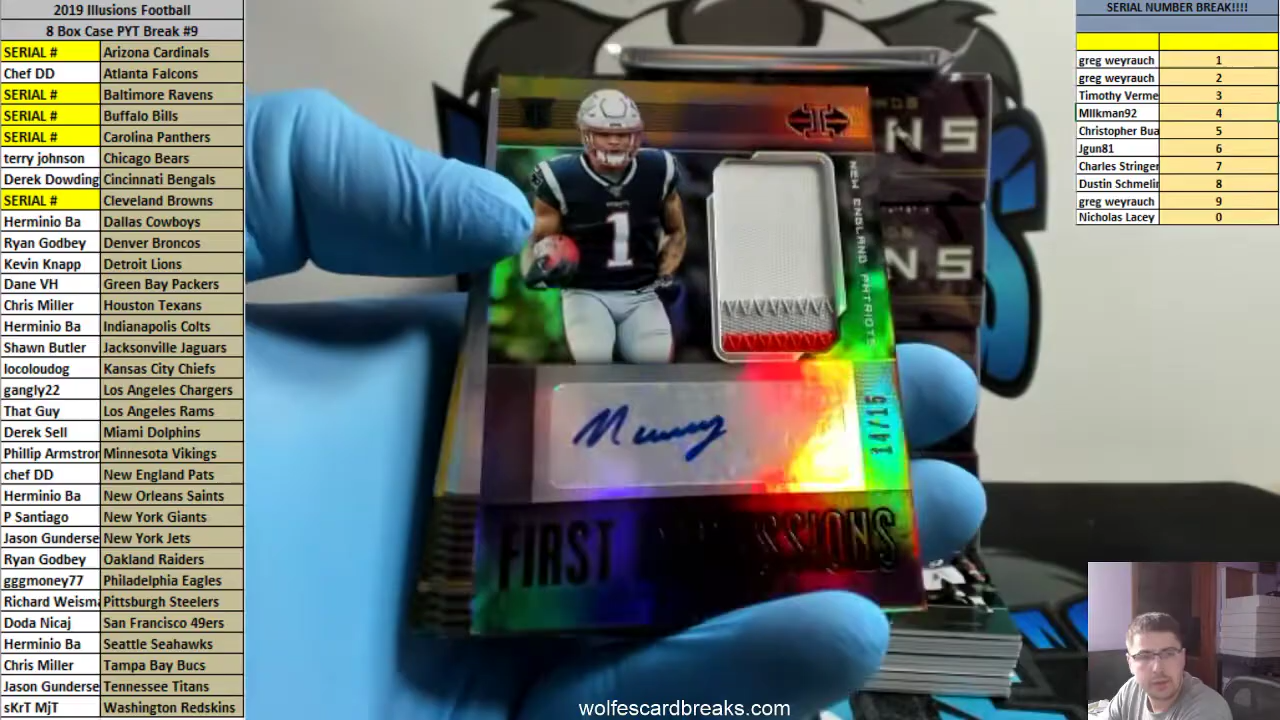 2019 Illusions Football
8 Box Case PYT Break #9
SERIAL # Arizona Cardinals
Chef DD Atlanta Falcons
SERIAL # Baltimore Ravens
SERIAL # Buffalo Bills
SERIAL # Carolina Panthers
terry johnson Chicago Bears
Derek Dowding Cincinnati Bengals
SERIAL # Cleveland Browns
Herminio Ba Dallas Cowboys
Ryan Godbey Denver Broncos
Kevin Knapp Detroit Lions
Dane VH Green Bay Packers
Chris Miller Houston Texans
Herminio Ba Indianapolis Colts
Shawn Butler Jacksonville Jaguars
locoloudog Kansas City Chiefs
gangly22 Los Angeles Chargers
That Guy Los Angeles Rams
Derek Sell Miami Dolphins
Phillip Armstror Minnesota Vikings
chef DD New England Pats
Herminio Ba New Orleans Saints
P Santiago New York Giants
Jason Gunderse New York Jets
Ryan Godbey Oakland Raiders
gggmoney77 Philadelphia Eagles
Richard Weisma Pittsburgh Steelers
Doda Nicaj San Francisco 49ers
Herminio Ba Seattle Seahawks
Chris Miller Tampa Bay Bucs
Jason Gunderse Tennessee Titans
sKrT MjT Washington Redskins
1
NEW ENGLAND PATRIOTS
14/15
FIRST
NS
NS
wolfescardbreaks.com
SERIAL NUMBER BREAK!!!!
greg weyrauch 1
greg weyrauch 2
Timothy Verme 3
MIlkman92 4
Christopher Bua 5
Jgun81 6
Charles Stringer 7
Dustin Schmelin 8
greg weyrauch 9
Nicholas Lacey 0